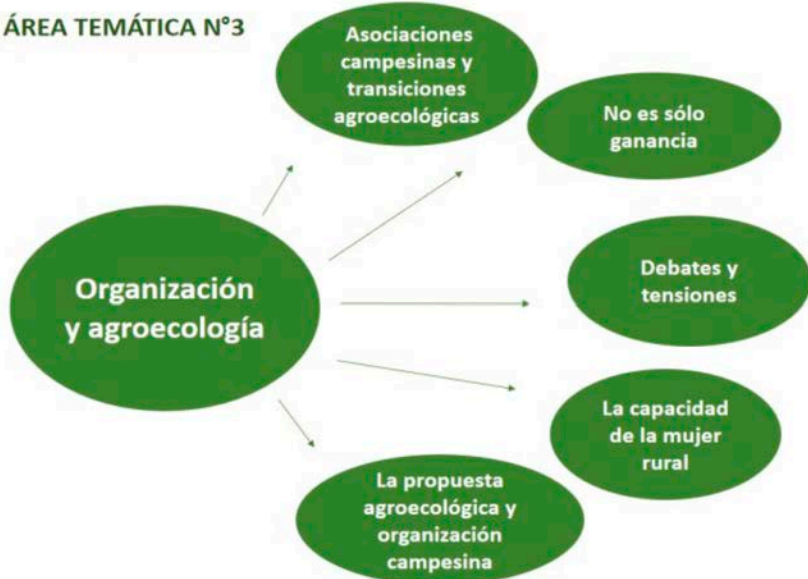 ÁREA TEMÁTICA N°3
Asociaciones
campesinas y
transiciones
agroecológicas
No es sólo
ganancia
Organización
y agroecología
Debates y
tensiones
La capacidad
de la mujer
rural
La propuesta
agroecológica y
organización
campesina